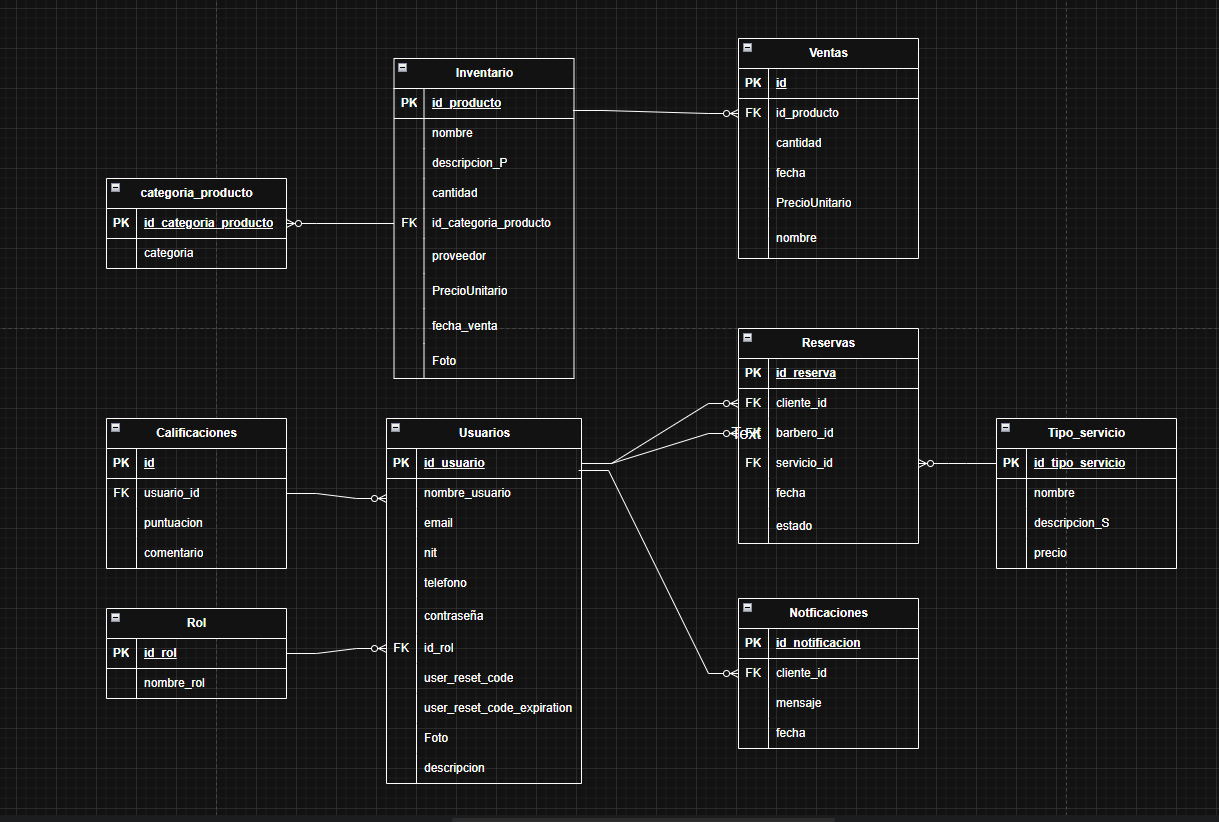 Ventas
PK id
FK id_producto
cantidad
fecha
PrecioUnitario
nombre
Inventario
PK id_producto
nombre
descripcion_P
cantidad
FK id_categoria_producto
proveedor
PrecioUnitario
fecha_venta
Foto
categoria_producto
PK id_categoria_producto
categoria
Reservas
PK id_reserva
FK cliente_id
FK barbero_id
Text
FK servicio_id
fecha
estado
Calificaciones
PK id
FK usuario_id
puntuacion
comentario
Usuarios
PK id_usuario
nombre_usuario
email
nit
telefono
contraseña
FK id_rol
user_reset_code
user_reset_code_expiration
Foto
descripcion
Tipo_servicio
PK id_tipo_servicio
nombre
descripcion_S
precio
Rol
PK id_rol
nombre_rol
Notficaciones
PK id_notificacion
FK cliente_id
mensaje
fecha